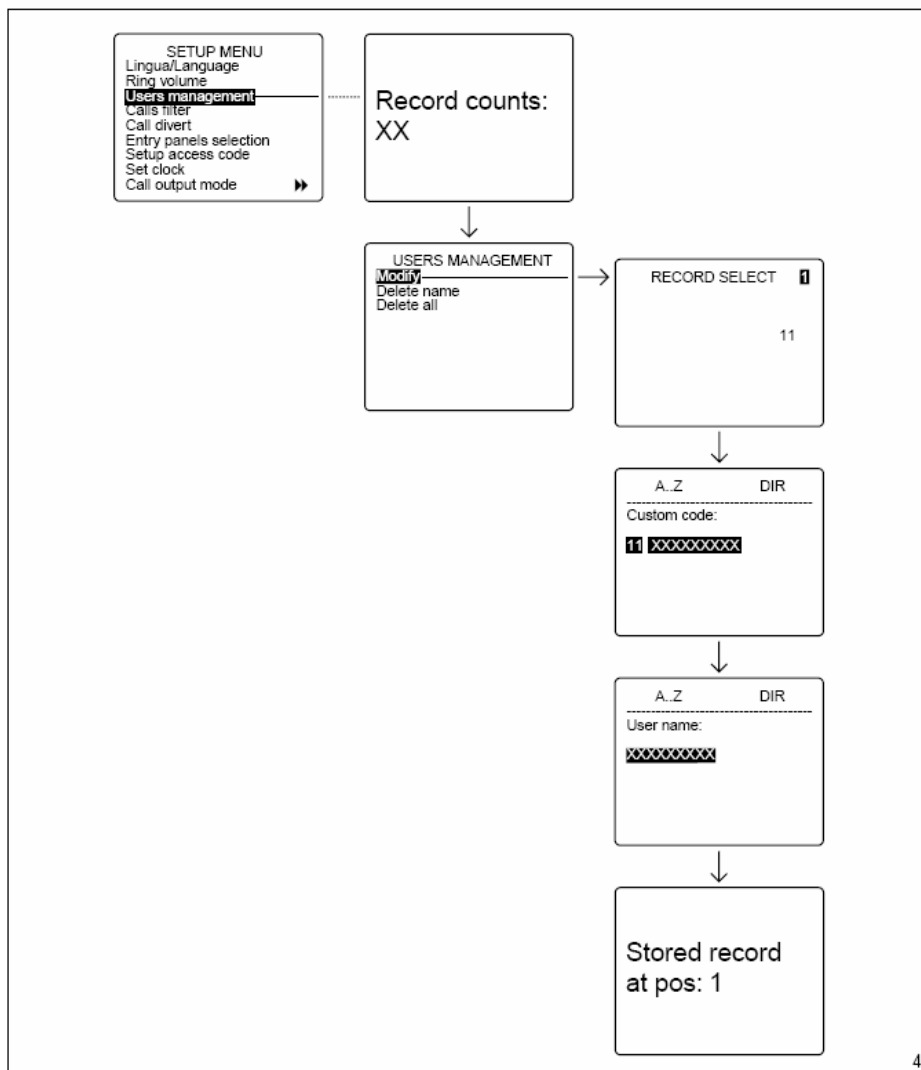 SETUP MENU
Lingua/Language
Ring volume
Users management
Calls filter
Call divert
Entry panels selection
Setup access code
Set clock
Call output mode
Record counts:
XX
USERS MANAGEMENT
Modify
Delete name
Delete all
RECORD SELECT 1
11
A..Z DIR
Custom code:
11 XXXXXXXXX
A..Z DIR
User name:
XXXXXXXXX
Stored record
at pos: 1
4